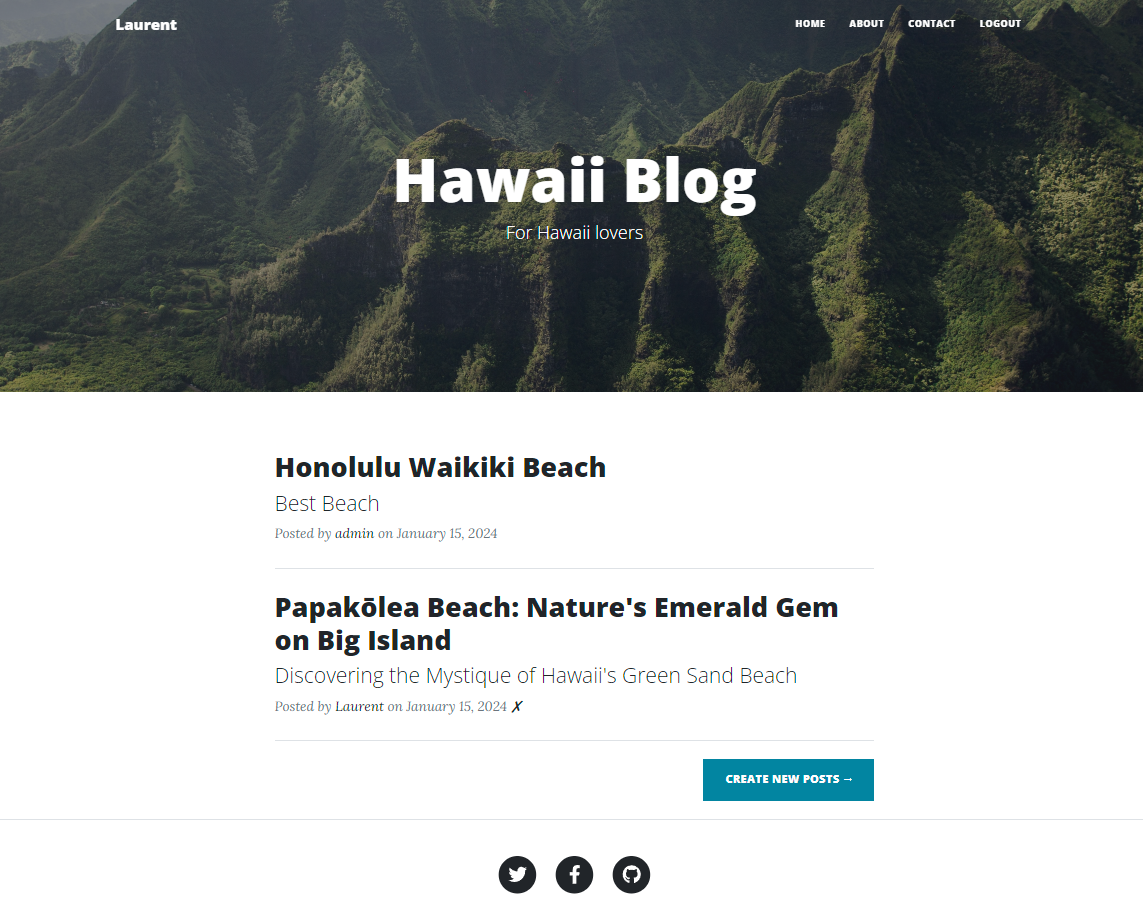 Laurent
HOME ABOUT CONTACT LOGOUT
Hawaii Blog
For Hawaii lovers
Honolulu Waikiki Beach
Best Beach
Posted by admin on January 15, 2024
Papakōlea Beach: Nature's Emerald Gem
on Big Island
Discovering the Mystique of Hawaii's Green Sand Beach
Posted by Laurent on January 15, 2024 ✗
CREATE NEW POSTS →